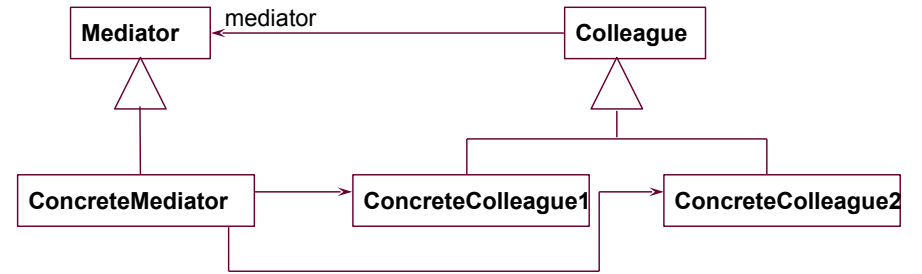 mediator
Mediator
Colleague
ConcreteMediator
ConcreteColleague1
ConcreteColleague2